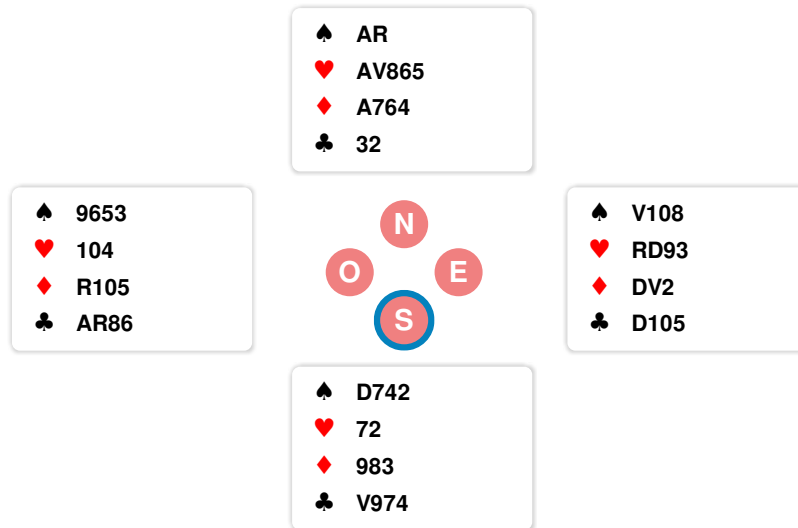 ♠ AR
♥ AV865
♦ A764
♣ 32
♠ 9653
♥ 104
♦ R105
♣ AR86
N
O E
S
♠ V108
♥ RD93
♦ DV2
♣ D105
♠ D742
♥ 72
♦ 983
♣ V974